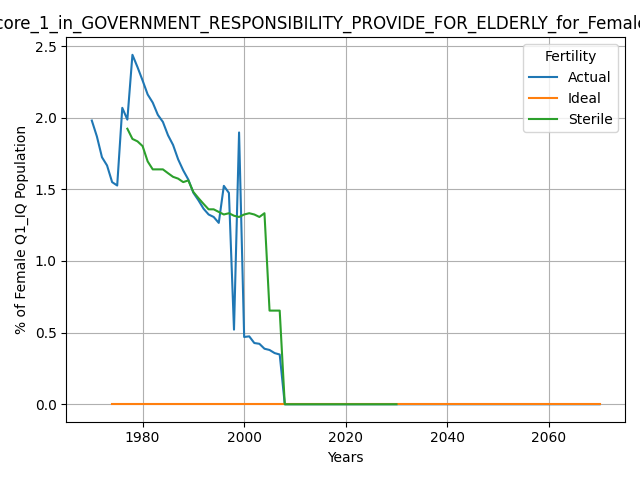 core_1_in_GOVERNMENT_RESPONSIBILITY_PROVIDE_FOR_ELDERLY_for_Female
Fertility
Actual
Ideal
Sterile
% of Female Q1_IQ Population
2.5
2.0
1.5
1.0
0.5
0.0
1980 2000 2020 2040 2060
Years